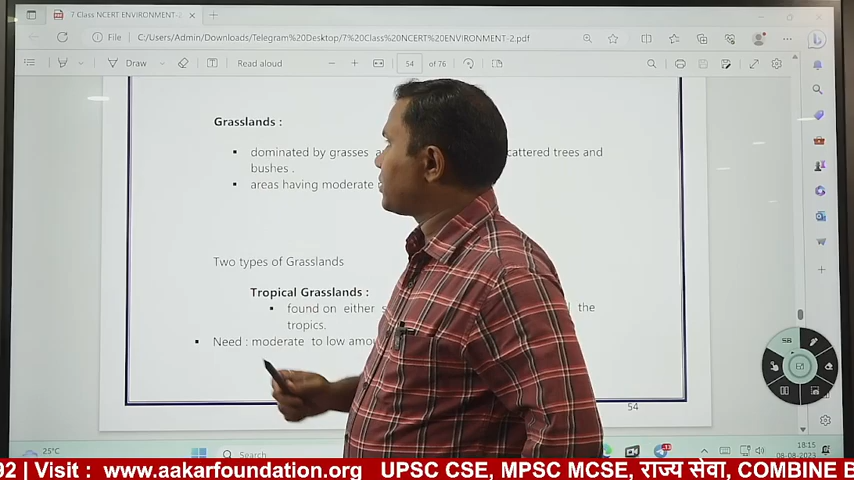 7 Class NCERT ENVIRONMENT-2
File C:/Users/Admin/Downloads/Telegram%20Desktop/7%20Class%20NCERT%20ENVIRONMENT-2.pdf
Draw Read aloud 54 of 76
Grasslands :
dominated by grasses scattered trees and
bushes .
areas having moderate
Two types of Grasslands
Tropical Grasslands :
found on either the
tropics.
Need : moderate to low
54
SB
25°C Search 18:15
08-08-2023
92 | Visit : www.aakarfoundation.org UPSC CSE, MPSC MCSE, राज्य सेवा, COMBINE B